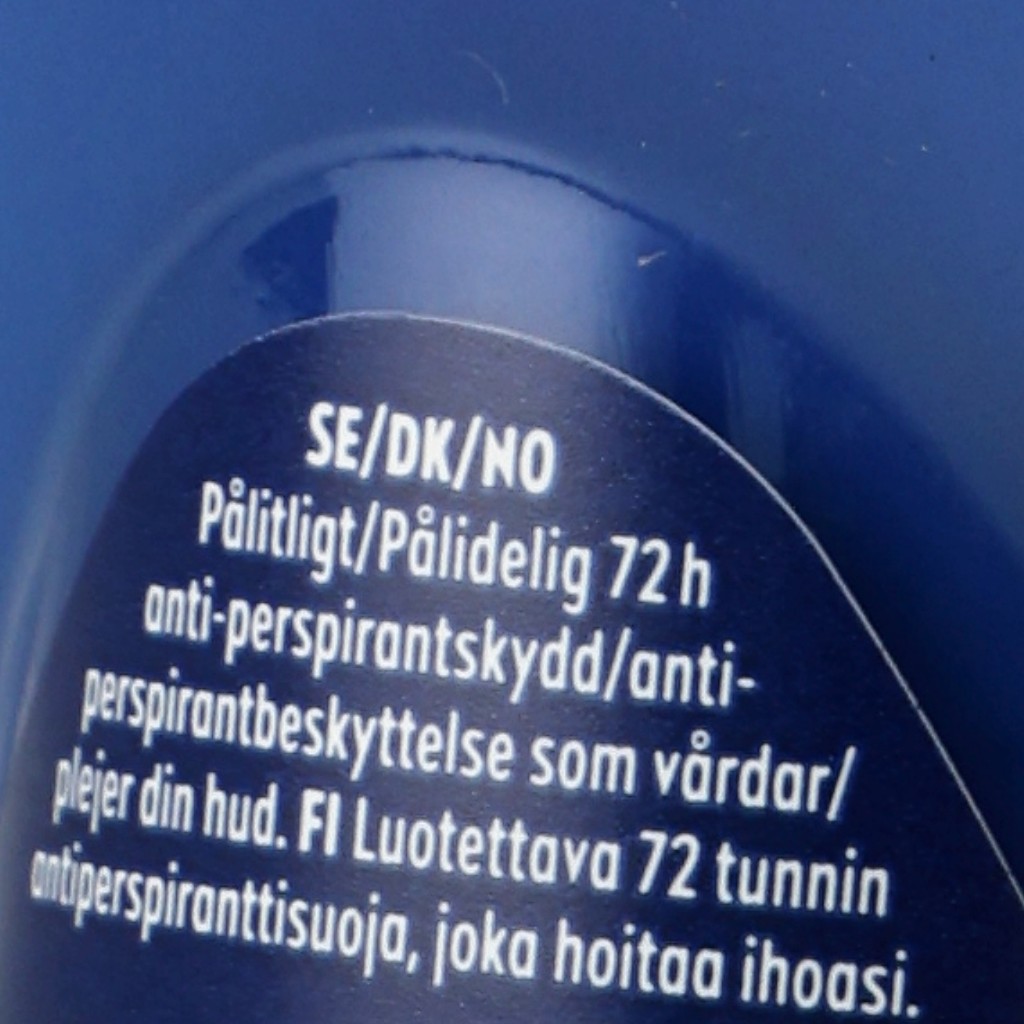 SE/DK/NO
Pålitligt/Pålidelig 72 h
anti-perspirantskydd/anti-
perspirantbeskyttelse som vårdar/
plejer din hud. FI Luotettava 72 tunnin
antiperspiranttisuoja, joka hoitaa ihoasi.